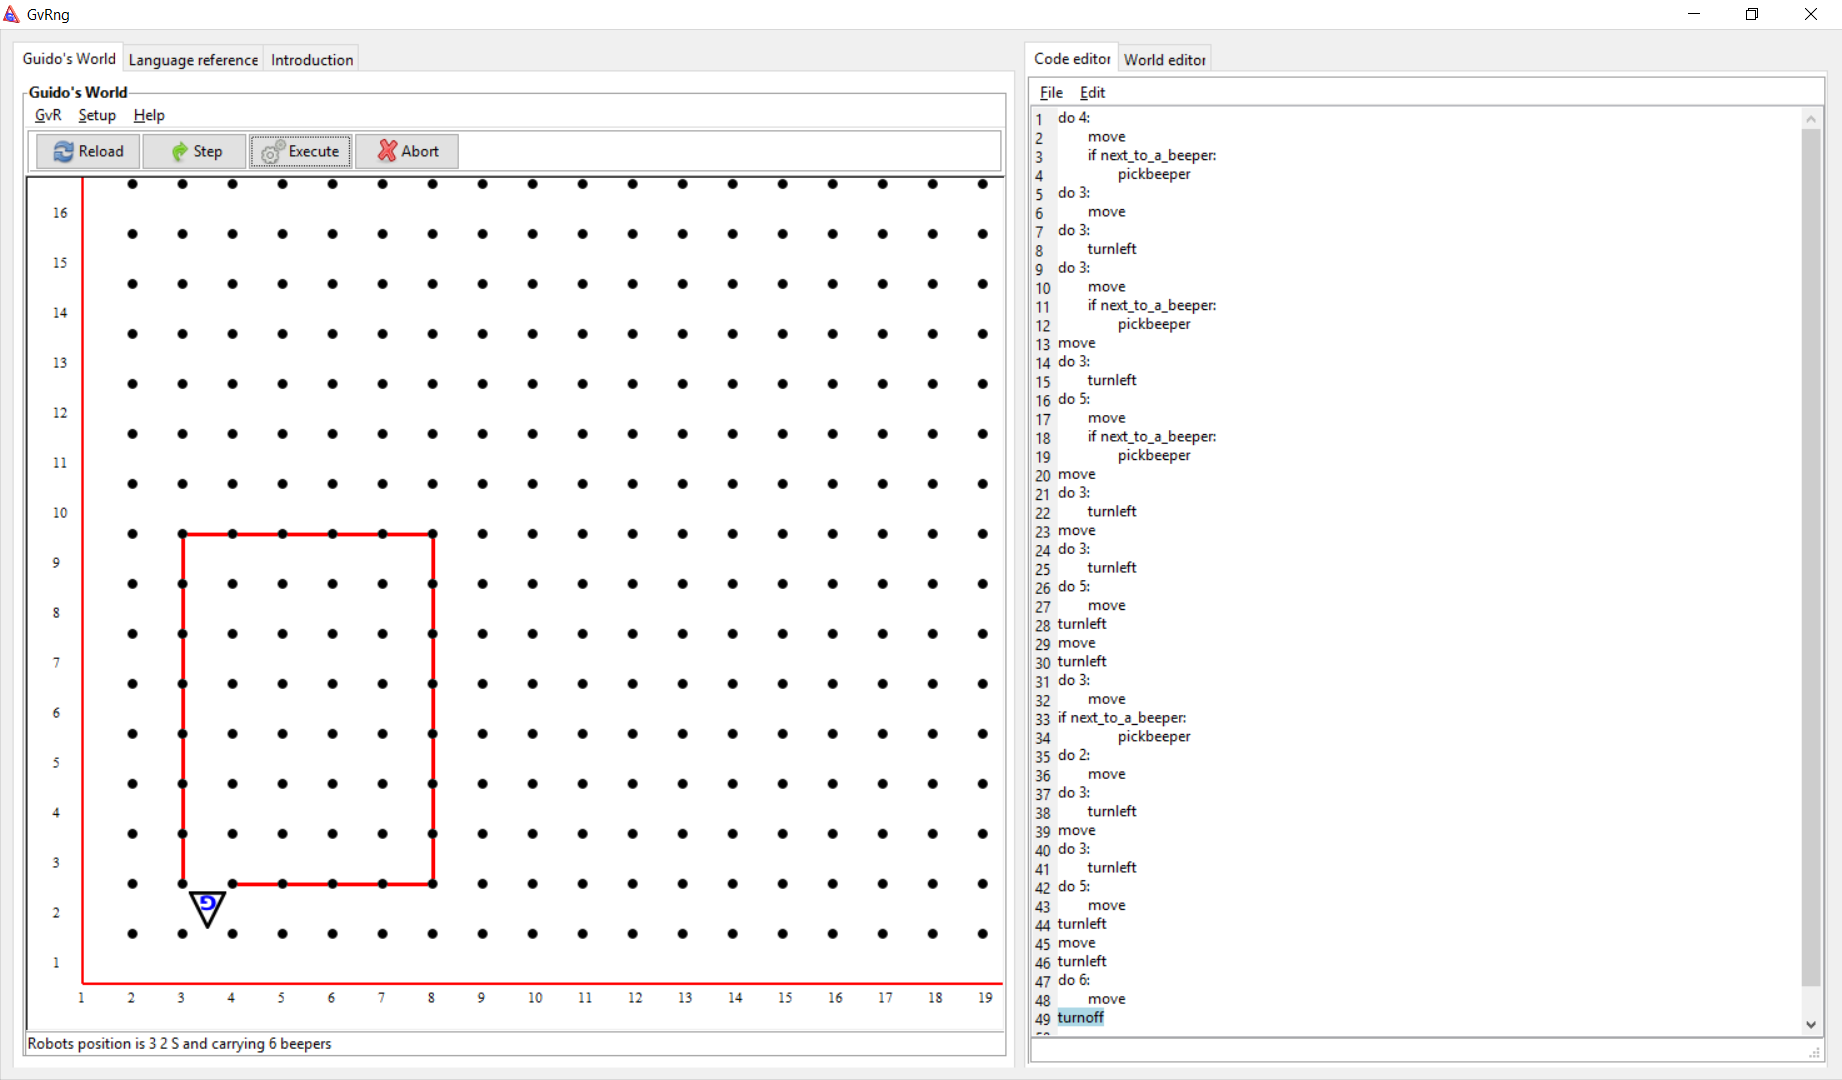 GvRng
Guido's World
Language reference
Introduction
Guido's World
GvR Setup Help
Reload
Step
Execute
Abort
16
15
14
13
12
11
10
9
8
7
6
5
4
3
2
1
1 2 3 4 5 6 7 8 9 10 11 12 13 14 15 16 17 18 19
G
Robots position is 3 2 S and carrying 6 beepers
Code editor
World editor
File Edit
1 do 4:
2 move
3 if next_to_a_beeper:
4 pickbeeper
5 do 3:
6 move
7 do 3:
8 turnleft
9 do 3:
10 move
11 if next_to_a_beeper:
12 pickbeeper
13 move
14 do 3:
15 turnleft
16 do 5:
17 move
18 if next_to_a_beeper:
19 pickbeeper
20 move
21 do 3:
22 turnleft
23 move
24 do 3:
25 turnleft
26 do 5:
27 move
28 turnleft
29 move
30 turnleft
31 do 3:
32 move
33 if next_to_a_beeper:
34 pickbeeper
35 do 2:
36 move
37 do 3:
38 turnleft
39 move
40 do 3:
41 turnleft
42 do 5:
43 move
44 turnleft
45 move
46 turnleft
47 do 6:
48 move
49 turnoff